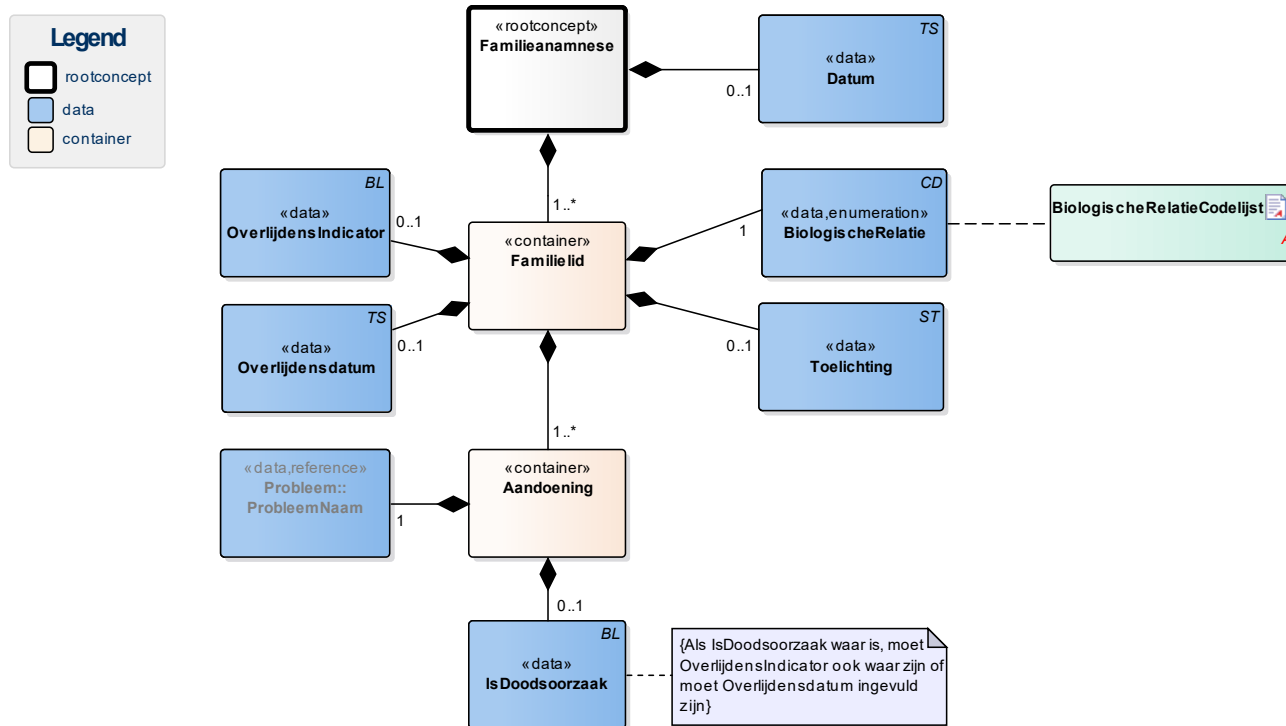 Legend
rootconcept
data
container
«rootconcept»
Familieanamnese
TS
«data»
Datum
0..1
1..*
BL
«data»
OverlijdensIndicator
0..1
«container»
Familielid
CD
«data,enumeration»
BiologischeRelatie
1
BiologischeRelatieCodelijst
TS
«data»
Overlijdensdatum
0..1
ST
«data»
Toelichting
0..1
1..*
«data,reference»
Probleem::
ProbleemNaam
1
«container»
Aandoening
0..1
BL
«data»
IsDoodsoorzaak
{Als IsDoodsoorzaak waar is, moet
OverlijdensIndicator ook waar zijn of
moet Overlijdensdatum ingevuld
zijn}